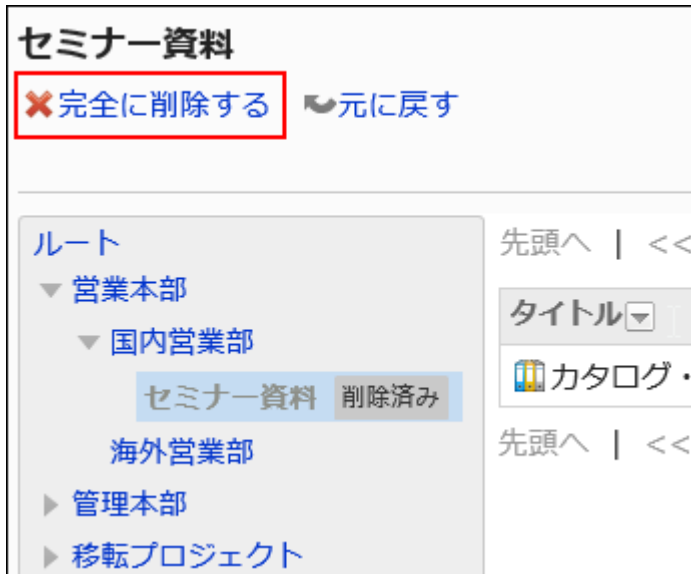 セミナー資料
完全に削除する 元に戻す
ルート
営業本部
国内営業部
セミナー資料 削除済み
海外営業部
管理本部
移転プロジェクト
先頭へ | <<
タイトル
カタログ・
先頭へ | <<